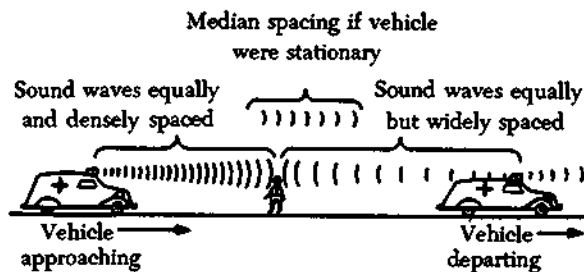 Median spacing if vehicle
were stationary
Sound waves equally
and densely spaced
Sound waves equally
but widely spaced
Vehicle
approaching
Vehicle
departing